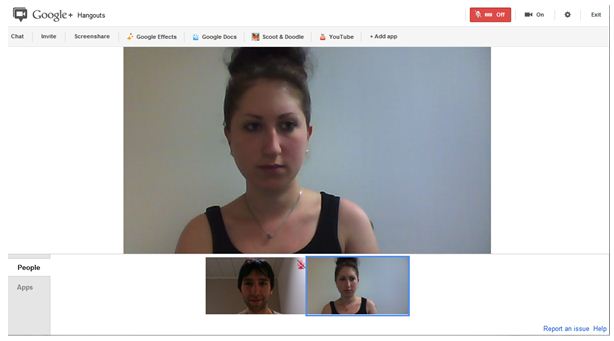 Google+ Hangouts Off On Exit
Chat Invite Screenshare Google Effects Google Docs Scoot & Doodle YouTube + Add app
People
Apps
Report an issue Help